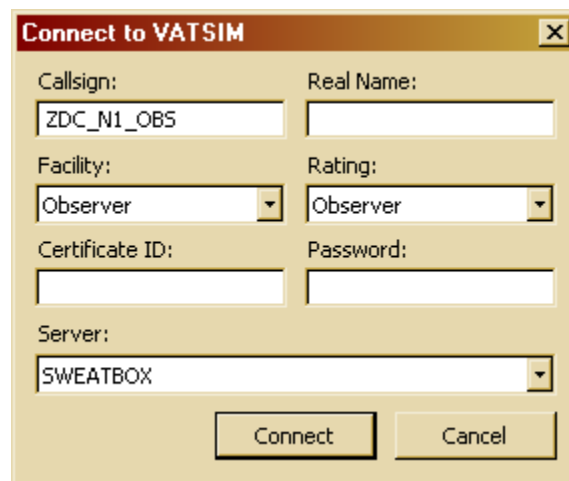 Connect to VATSIM
Callsign: Real Name:
ZDC_N1_OBS
Facility: Rating:
Observer Observer
Certificate ID: Password:
Server:
SWEATBOX
Connect Cancel